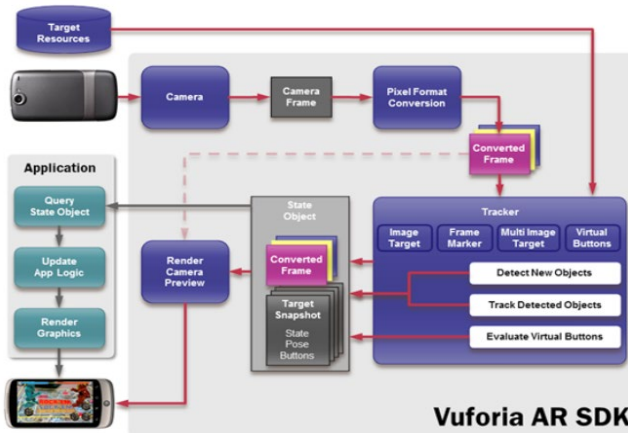 Target
Resources
Camera
Camera
Frame
Pixel Format
Conversion
Converted
Frame
Application
Query
State Object
Update
App Logic
Render
Graphics
Render
Camera
Preview
State
Object
Converted
Frame
Target
Snapshot
State
Pose
Buttons
Tracker
Image
Target
Frame
Marker
Multi Image
Target
Virtual
Buttons
Detect New Objects
Track Detected Objects
Evaluate Virtual Buttons
Vuforia AR SDK